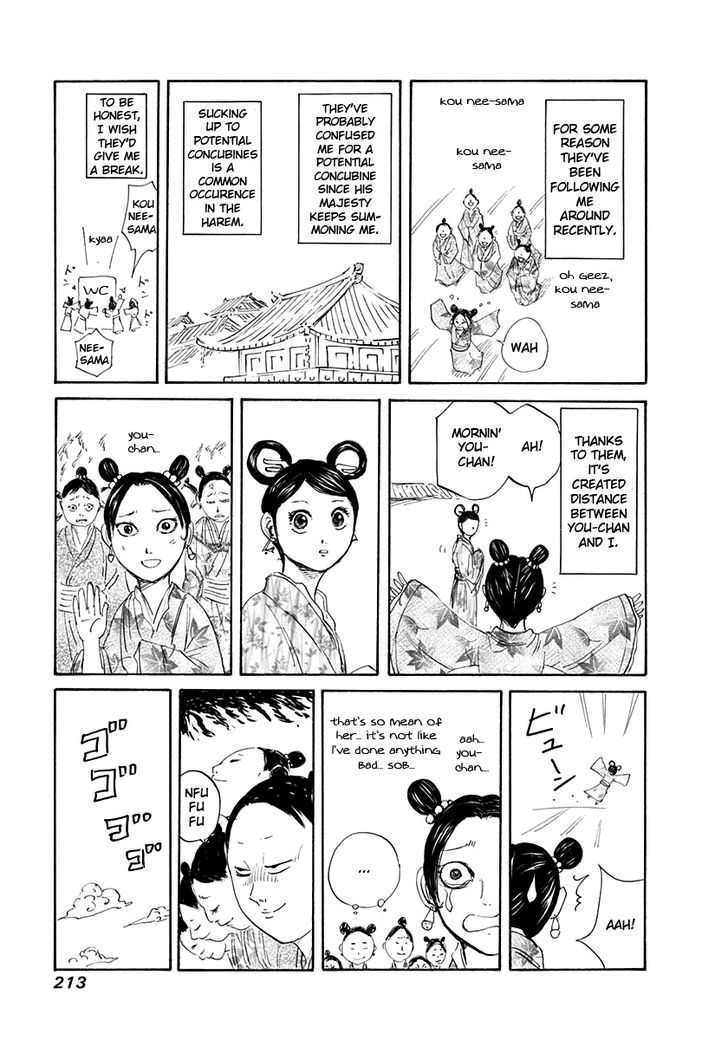 FOR SOME
REASON
THEY'VE
BEEN
FOLLOWING
ME
AROUND
RECENTLY.
kou nee-sama
kou nee-
sama
oh geez,
kou nee-
sama
WAH
THEY'VE
PROBABLY
CONFUSED
ME FOR A
POTENTIAL
CONCUBINE
SINCE HIS
MAJESTY
KEEPS SUM-
MONING ME.
SUCKING
UP TO
POTENTIAL
CONCUBINES
IS A
COMMON
OCCURENCE
IN THE
HAREM.
TO BE
HONEST,
I WISH
THEY'D
GIVE ME
A BREAK.
KOU
NEE-
SAMA
kyaa
WC
NEE-
SAMA
THANKS
TO THEM,
IT'S
CREATED
DISTANCE
BETWEEN
YOU-CHAN
AND I.
AH!
MORNIN'
YOU-
CHAN!
you-
chan...
ビューン
AAH!
aah...
you-
chan...
that's so mean of
her... it's not like
I've done anything
bad... sob...
...
NFU
FU
FU
ゴゴゴゴ
213